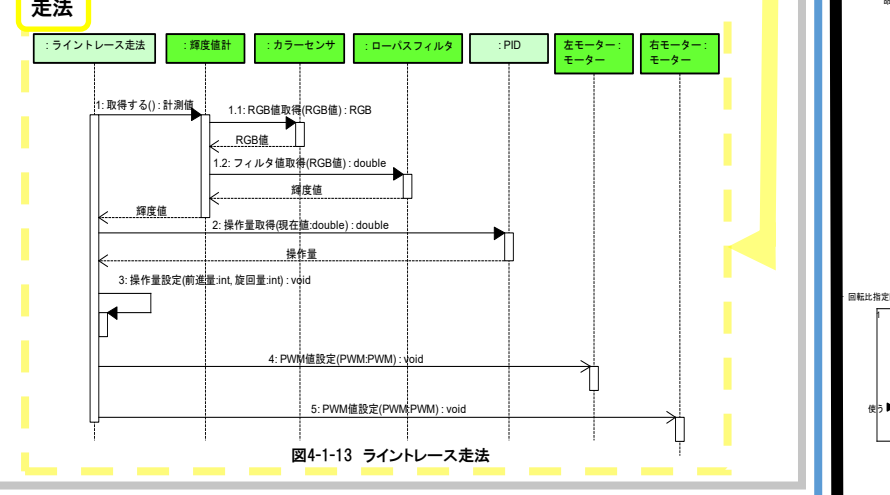 走法
: ライントレース走法
: 輝度値計
: カラーセンサ
: ローパスフィルタ
: PID
左モーター :
モーター
右モーター :
モーター
1: 取得する() : 計測値
1.1: RGB値取得(RGB値) : RGB
RGB値
1.2: フィルタ値取得(RGB値) : double
輝度値
輝度値
2: 操作量取得(現在値:double) : double
操作量
3: 操作量設定(前進量:int, 旋回量:int) : void
4: PWM値設定(PWM:PWM) : void
5: PWM値設定(PWM:PWM) : void
図4-1-13 ライントレース走法
回転比指定
1
使う